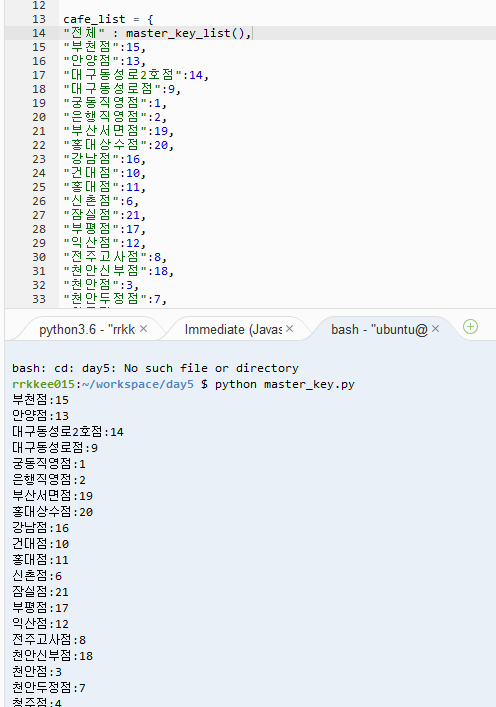 12
13 cafe_list = {
14 "전체" : master_key_list(),
15 "부천점":15,
16 "안양점":13,
17 "대구동성로2호점":14,
18 "대구동성로점":9,
19 "궁동직영점":1,
20 "은행직영점":2,
21 "부산서면점":19,
22 "홍대상수점":20,
23 "강남점":16,
24 "건대점":10,
25 "홍대점":11,
26 "신촌점":6,
27 "잠실점":21,
28 "부평점":17,
29 "익산점":12,
30 "전주고사점":8,
31 "천안신부점":18,
32 "천안점":3,
33 "천안두정점":7,
python3.6 - "rrkk × Immediate (Javas × bash - "ubuntu@ ×
bash: cd: day5: No such file or directory
rrkkee015:~/workspace/day5 $ python master_key.py
부천점:15
안양점:13
대구동성로2호점:14
대구동성로점:9
궁동직영점:1
은행직영점:2
부산서면점:19
홍대상수점:20
강남점:16
건대점:10
홍대점:11
신촌점:6
잠실점:21
부평점:17
익산점:12
전주고사점:8
천안신부점:18
천안점:3
천안두정점:7
청주점:4